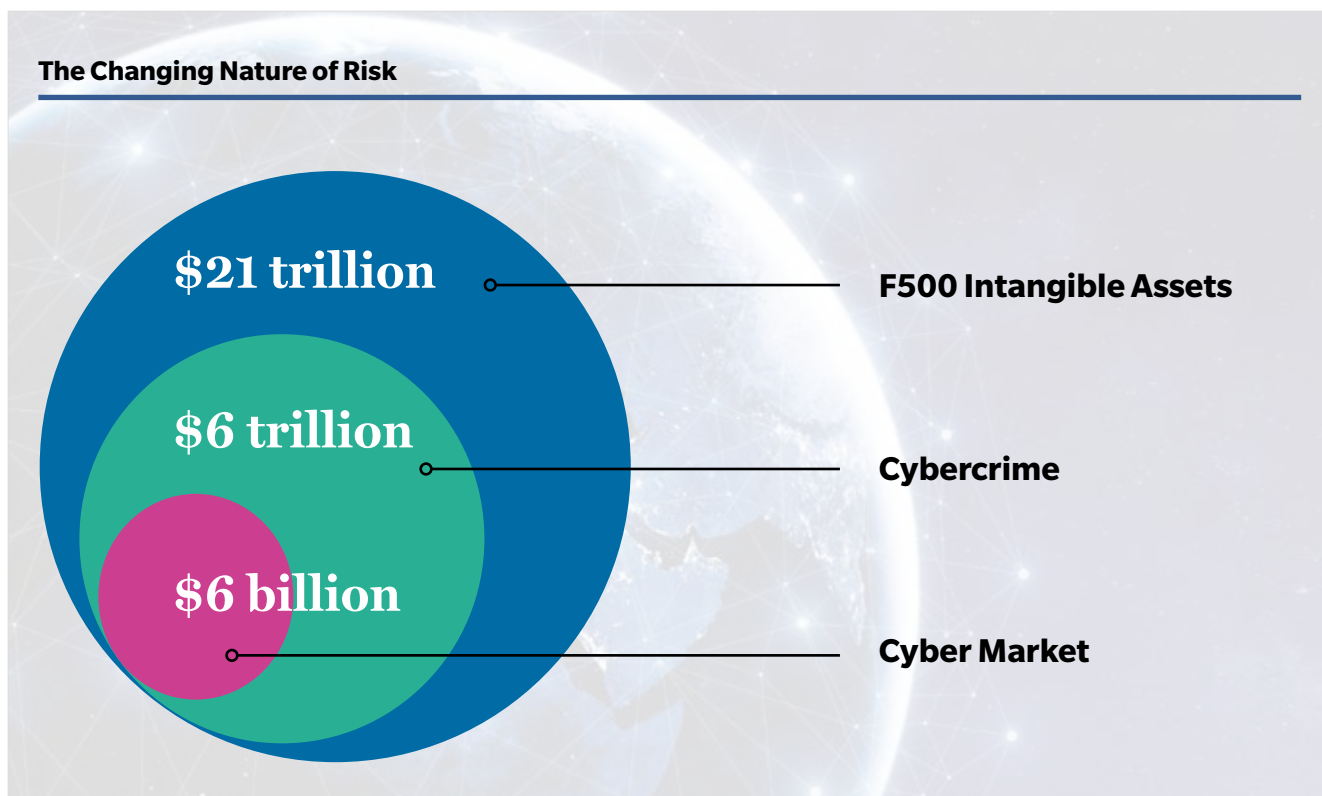 The Changing Nature of Risk
$21 trillion
F500 Intangible Assets
$6 trillion
Cybercrime
$6 billion
Cyber Market